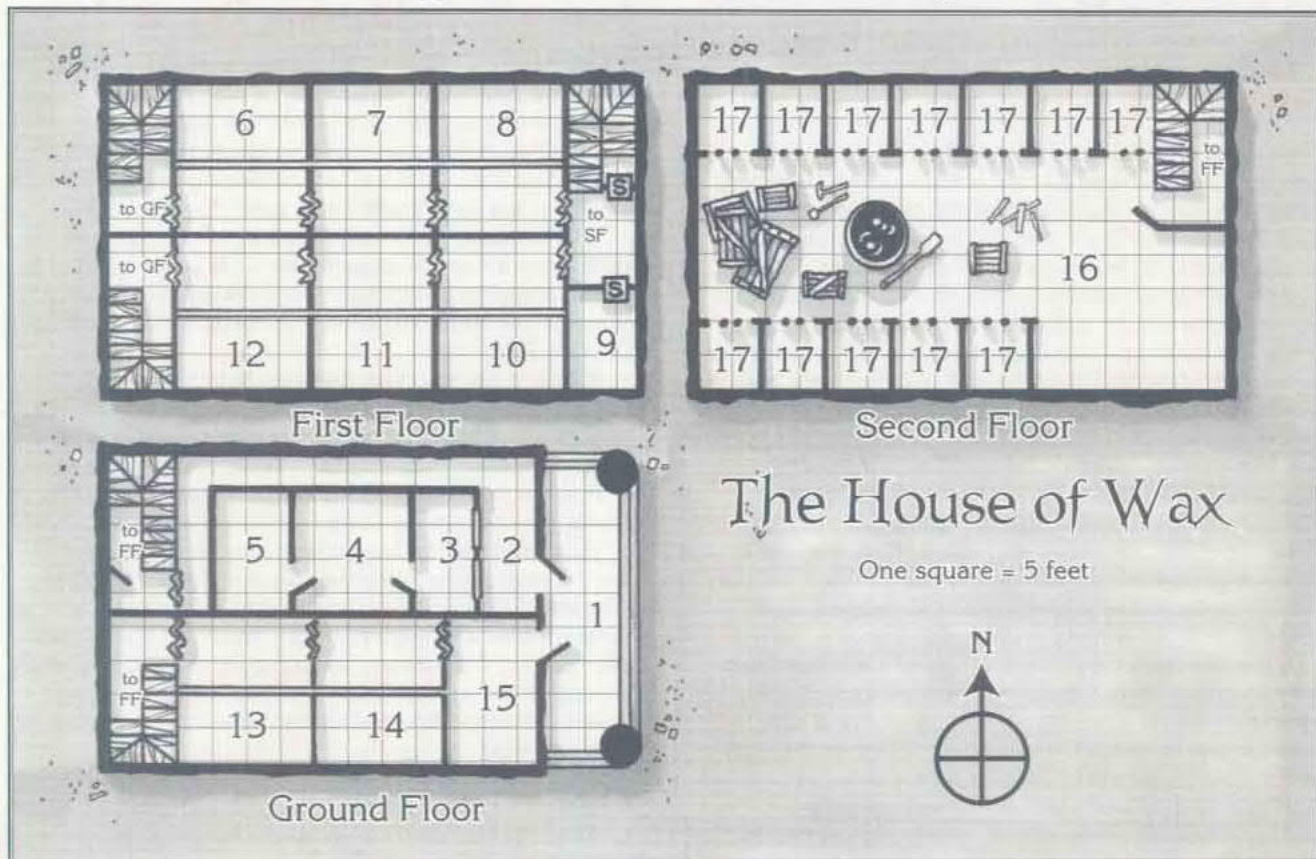 6 7 8
to GF
S
to
SF
to GF
S
12 11 10 9
First Floor
17 17 17 17 17 17 17
to
FF
16
17 17 17 17 17
Second Floor
to
FF
5 4 3 2
1
to
FF
13 14 15
Ground Floor
The House of Wax
One square = 5 feet
N